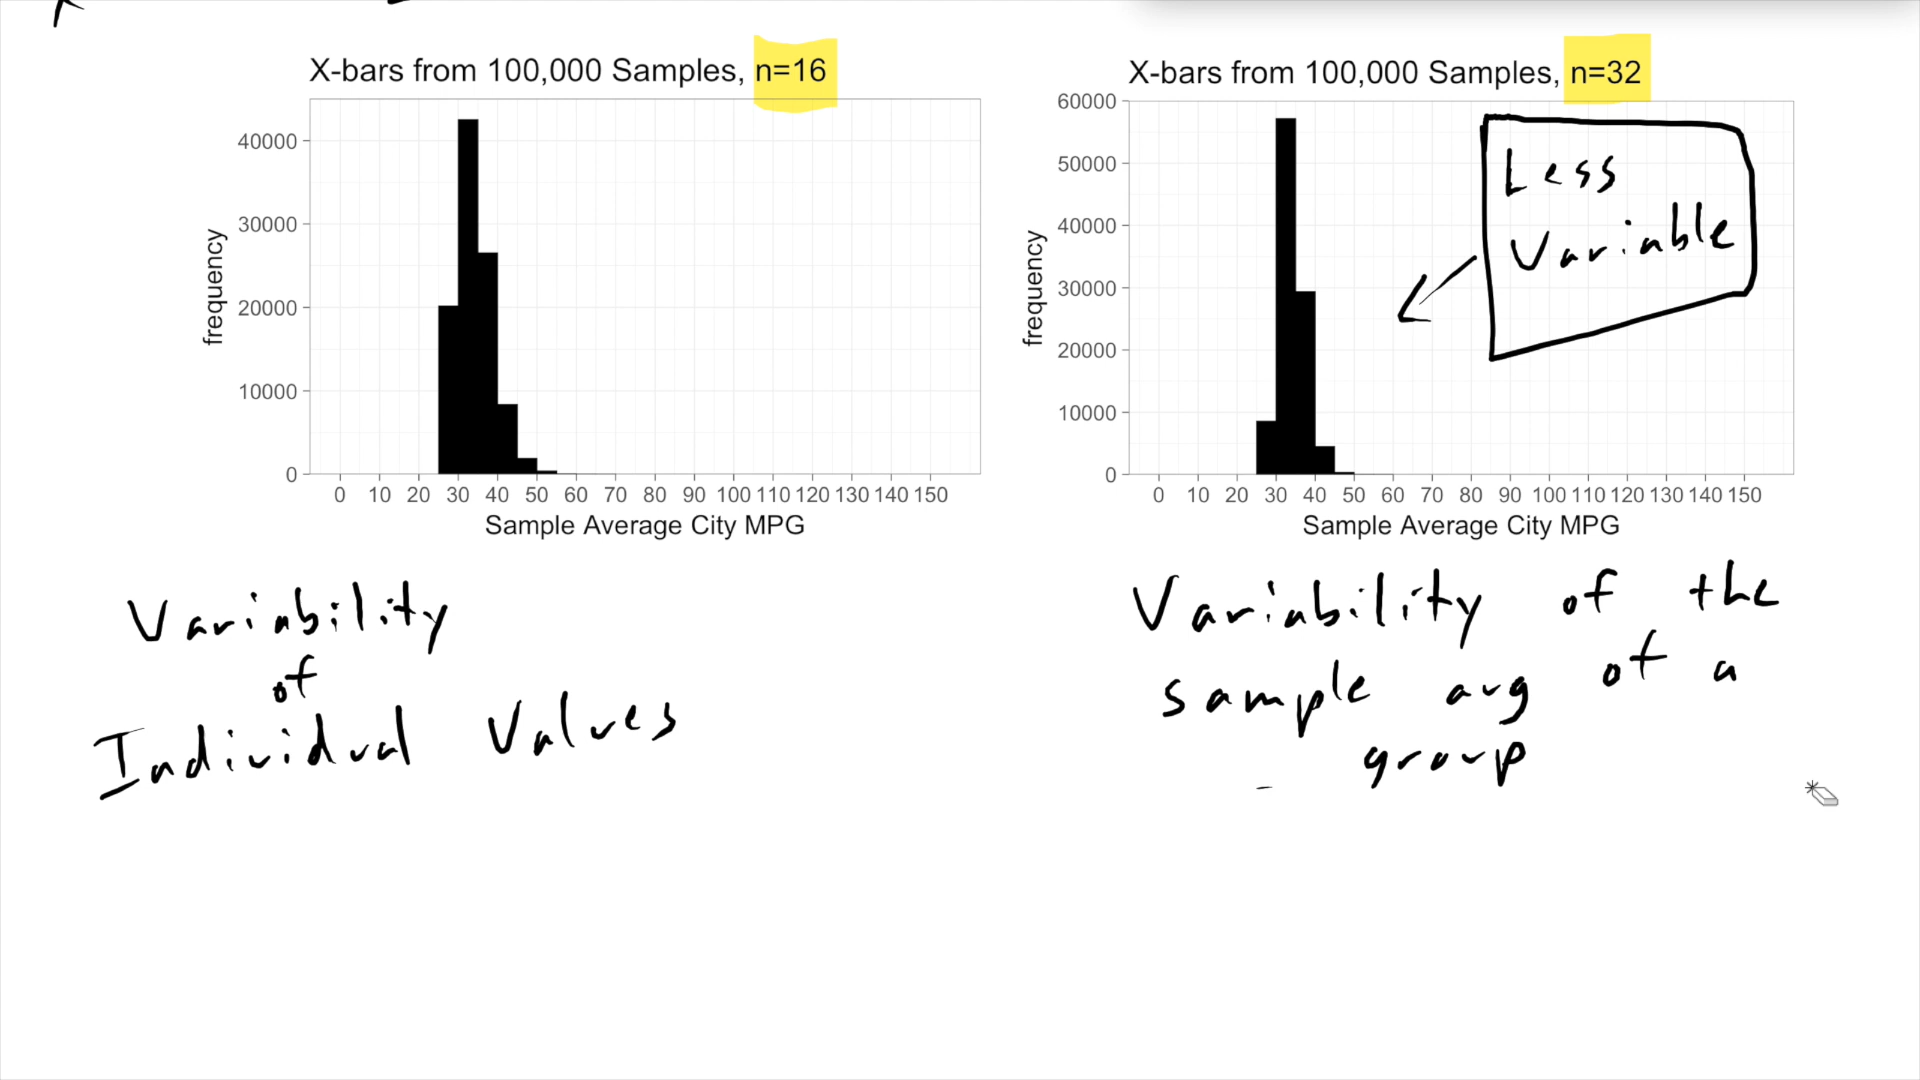 X-bars from 100,000 Samples, n=16
40000
30000
20000
10000
0
frequency
0 10 20 30 40 50 60 70 80 90 100 110 120 130 140 150
Sample Average City MPG
X-bars from 100,000 Samples, n=32
60000
50000
40000
30000
20000
10000
0
frequency
0 10 20 30 40 50 60 70 80 90 100 110 120 130 140 150
Sample Average City MPG
Less
Variable
Variability
of
Individual Values
Variability of the
sample avg of a
group